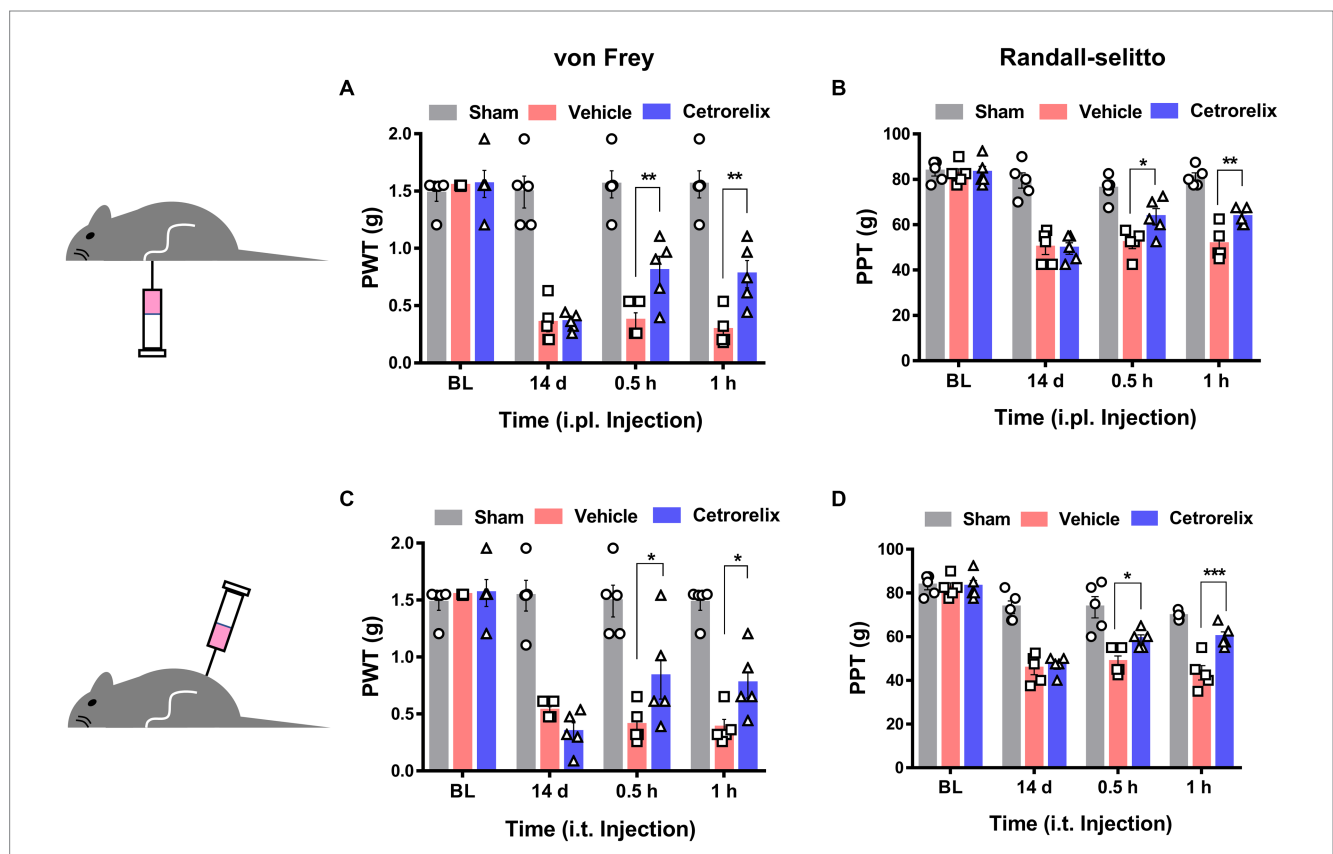 von Frey
Randall-selitto
A
Sham Vehicle Cetrorelix
2.0
1.5
1.0
0.5
0.0
PWT (g)
** **
BL 14 d 0.5 h 1 h
Time (i.pl. Injection)
B
Sham Vehicle Cetrorelix
100
80
60
40
20
0
PPT (g)
* **
BL 14 d 0.5 h 1 h
Time (i.pl. Injection)
C
Sham Vehicle Cetrorelix
2.0
1.5
1.0
0.5
0.0
PWT (g)
* *
BL 14 d 0.5 h 1 h
Time (i.t. Injection)
D
Sham Vehicle Cetrorelix
100
80
60
40
20
0
PPT (g)
* ***
BL 14 d 0.5 h 1 h
Time (i.t. Injection)